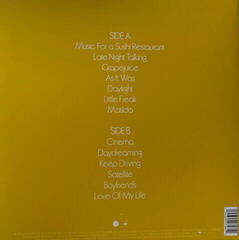 SIDE A
Music For a Sushi Restaurant
Late Night Talking
Grapejuice
As It Was
Daylight
Little Freak
Matilda
SIDE B
Cinema
Daydreaming
Keep Driving
Satellite
Boyfriends
Love Of My Life